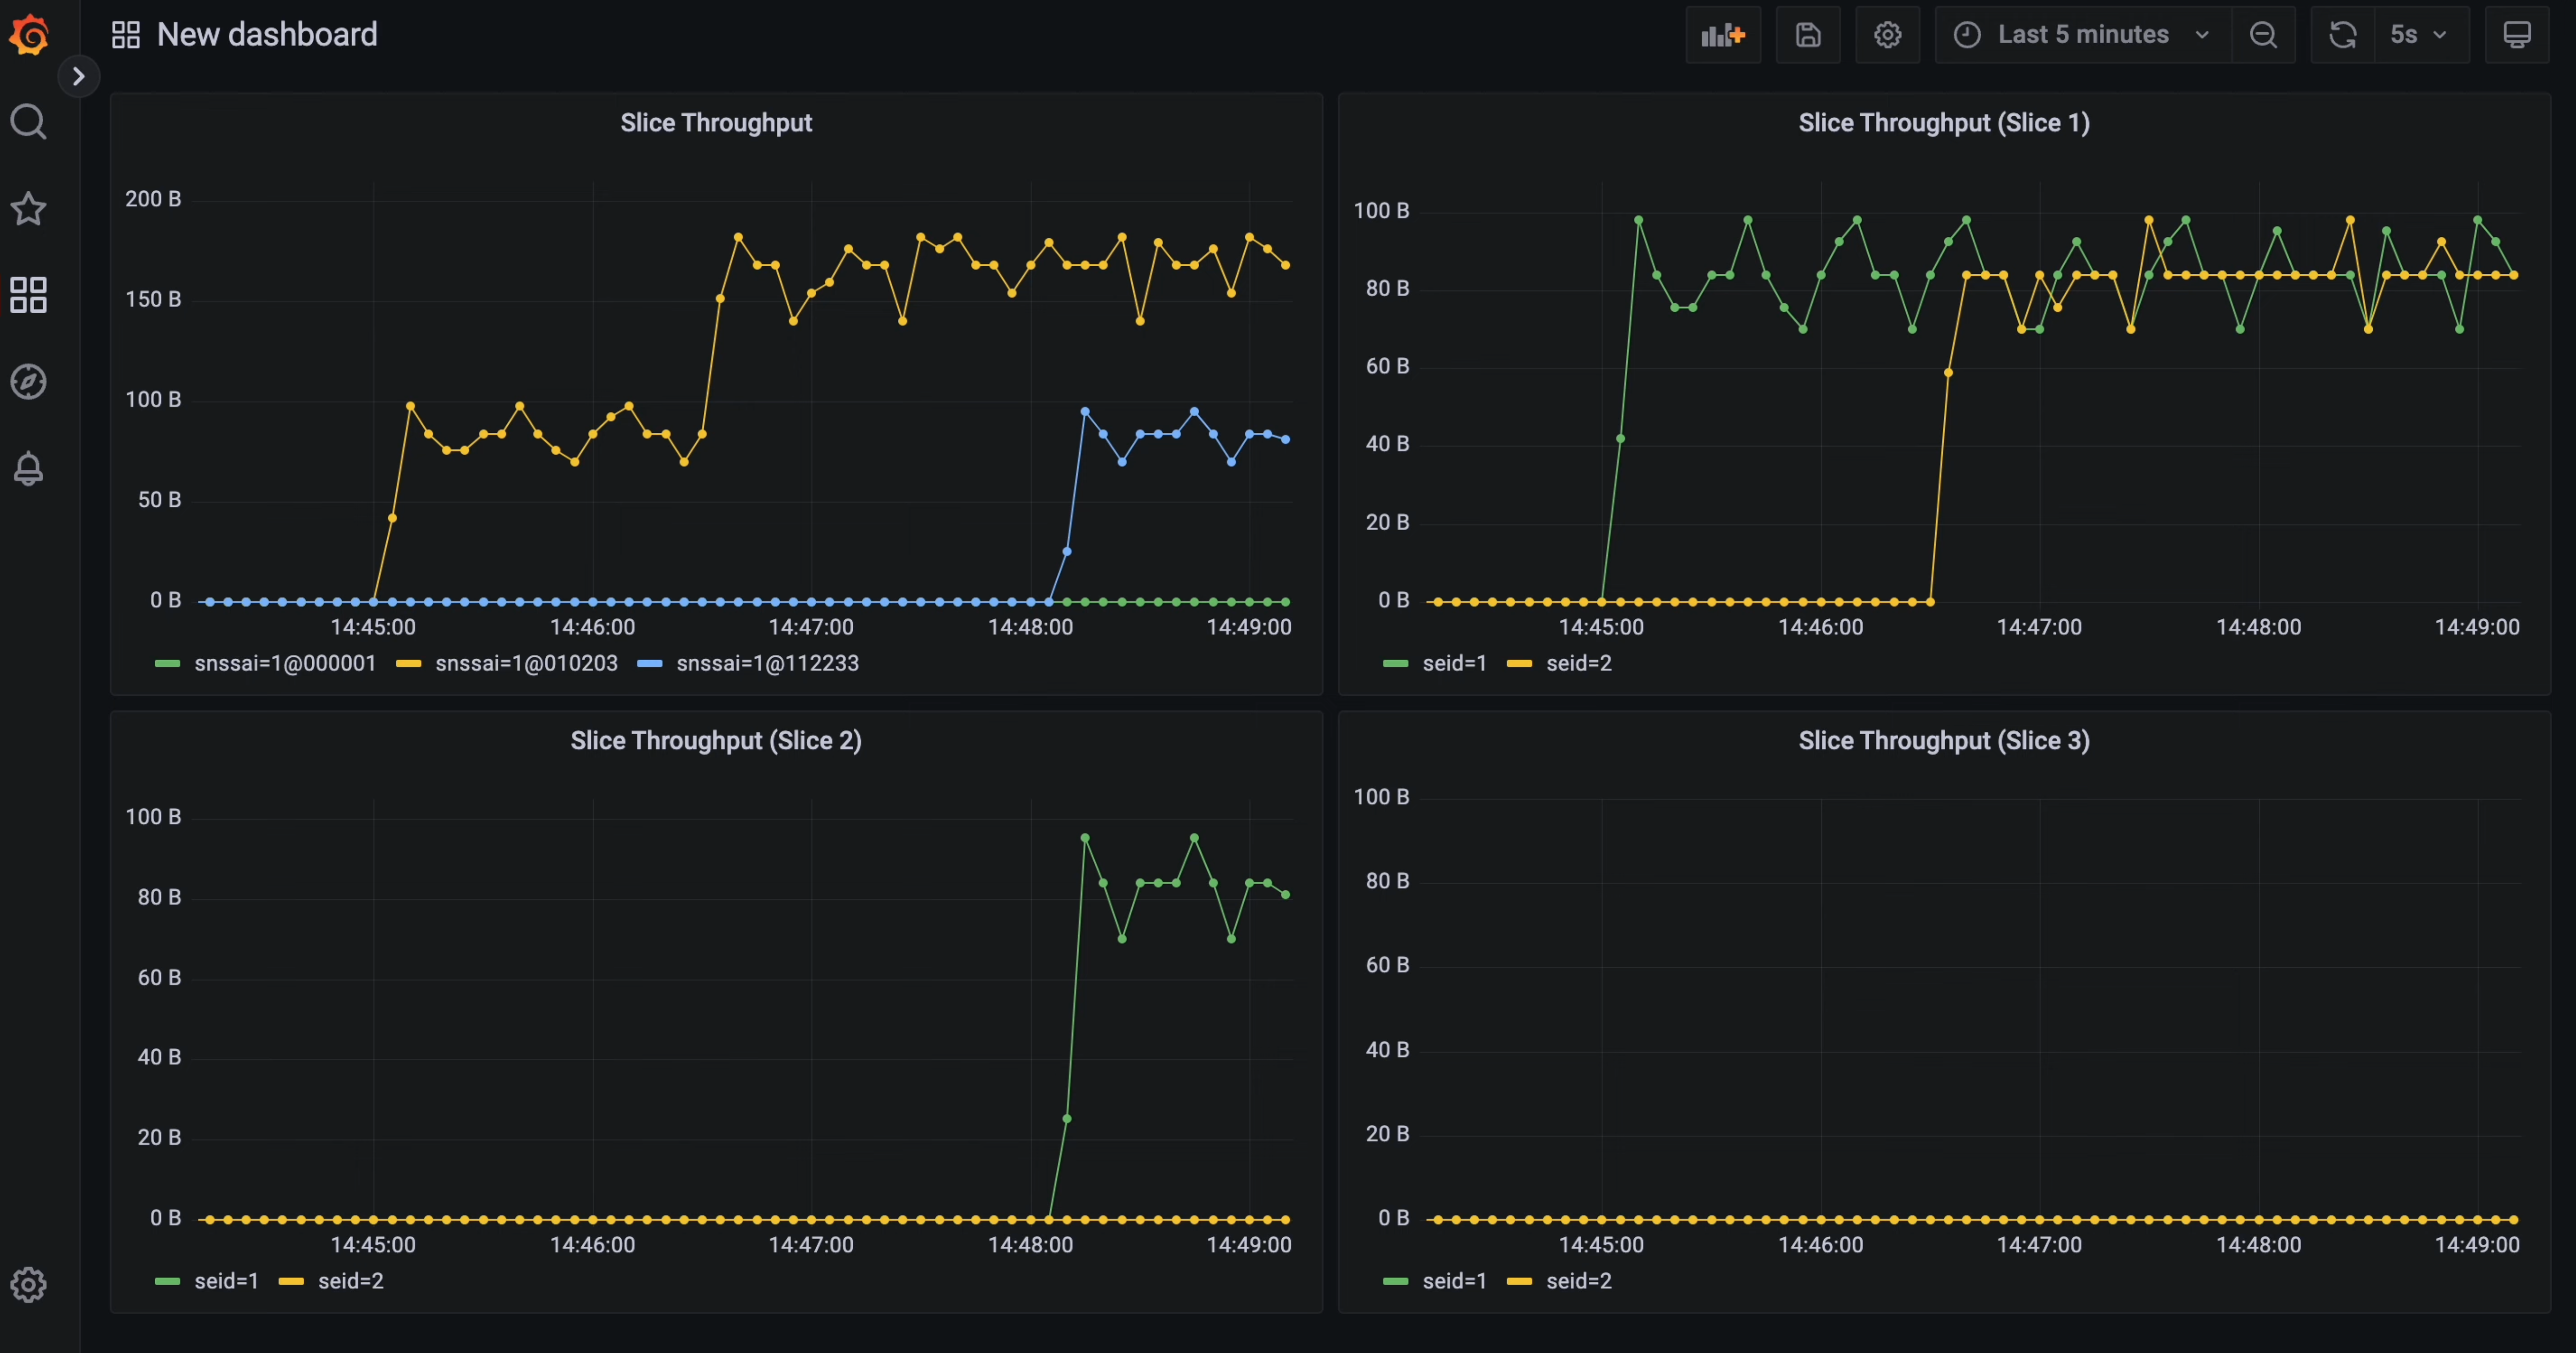 New dashboard
Last 5 minutes
5s
Slice Throughput
200 B
150 B
100 B
50 B
0 B
14:45:00 14:46:00 14:47:00 14:48:00 14:49:00
snssai=1@000001 snssai=1@010203 snssai=1@112233
Slice Throughput (Slice 1)
100 B
80 B
60 B
40 B
20 B
0 B
14:45:00 14:46:00 14:47:00 14:48:00 14:49:00
seid=1 seid=2
Slice Throughput (Slice 2)
100 B
80 B
60 B
40 B
20 B
0 B
14:45:00 14:46:00 14:47:00 14:48:00 14:49:00
seid=1 seid=2
Slice Throughput (Slice 3)
100 B
80 B
60 B
40 B
20 B
0 B
14:45:00 14:46:00 14:47:00 14:48:00 14:49:00
seid=1 seid=2